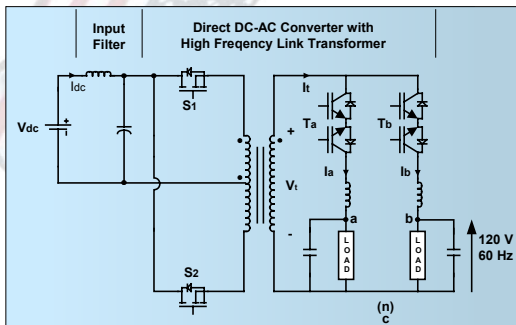 Input
Filter
Direct DC-AC Converter with
High Freqency Link Transformer
Idc
S1
It
Vdc
Ta
Tb
+
Vt
Ia
Ib
a
b
-
S2
LOAD
LOAD
120 V
60 Hz
(n)
c